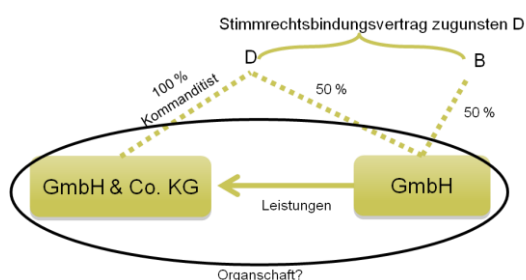 Stimmrechtsbindungsvertrag zugunsten D
D
B
100 %
Kommanditist
50 %
50 %
GmbH & Co. KG
GmbH
Leistungen
Organschaft?